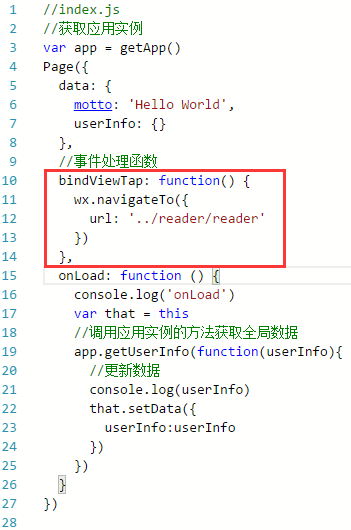 1 //index.js
2 //获取应用实例
3 var app = getApp()
4 Page({
5   data: {
6     motto: 'Hello World',
7     userInfo: {}
8   },
9   //事件处理函数
10   bindViewTap: function() {
11     wx.navigateTo({
12       url: '../reader/reader'
13     })
14   },
15   onLoad: function () {
16     console.log('onLoad')
17     var that = this
18     //调用应用实例的方法获取全局数据
19     app.getUserInfo(function(userInfo){
20       //更新数据
21       console.log(userInfo)
22       that.setData({
23         userInfo:userInfo
24       })
25     })
26   }
27 })
28